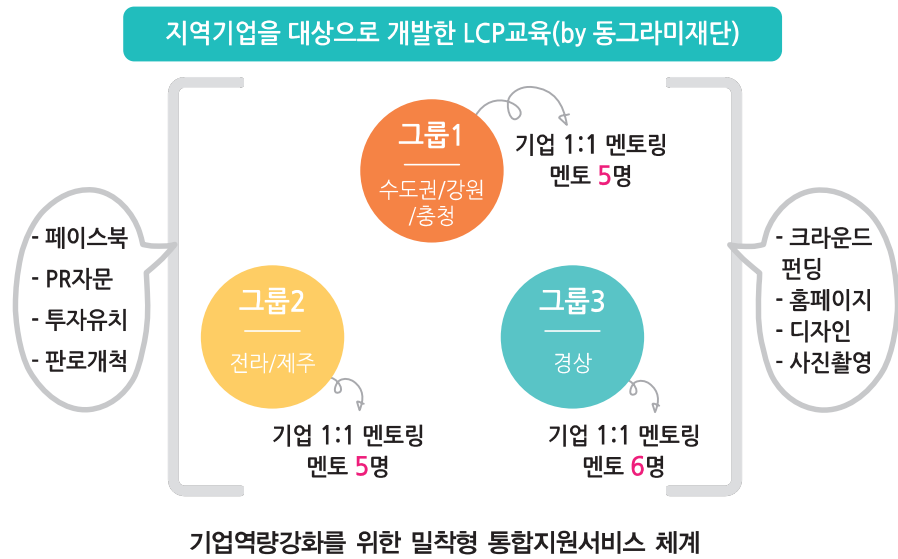 지역기업을 대상으로 개발한 LCP교육(by 동그라미재단)
그룹1
수도권/강원
/충청
기업 1:1 멘토링
멘토 5명
- 페이스북
- PR자문
- 투자유치
- 판로개척
- 크라운드
펀딩
- 홈페이지
- 디자인
- 사진촬영
그룹2
전라/제주
기업 1:1 멘토링
멘토 5명
그룹3
경상
기업 1:1 멘토링
멘토 6명
기업역량강화를 위한 밀착형 통합지원서비스 체계